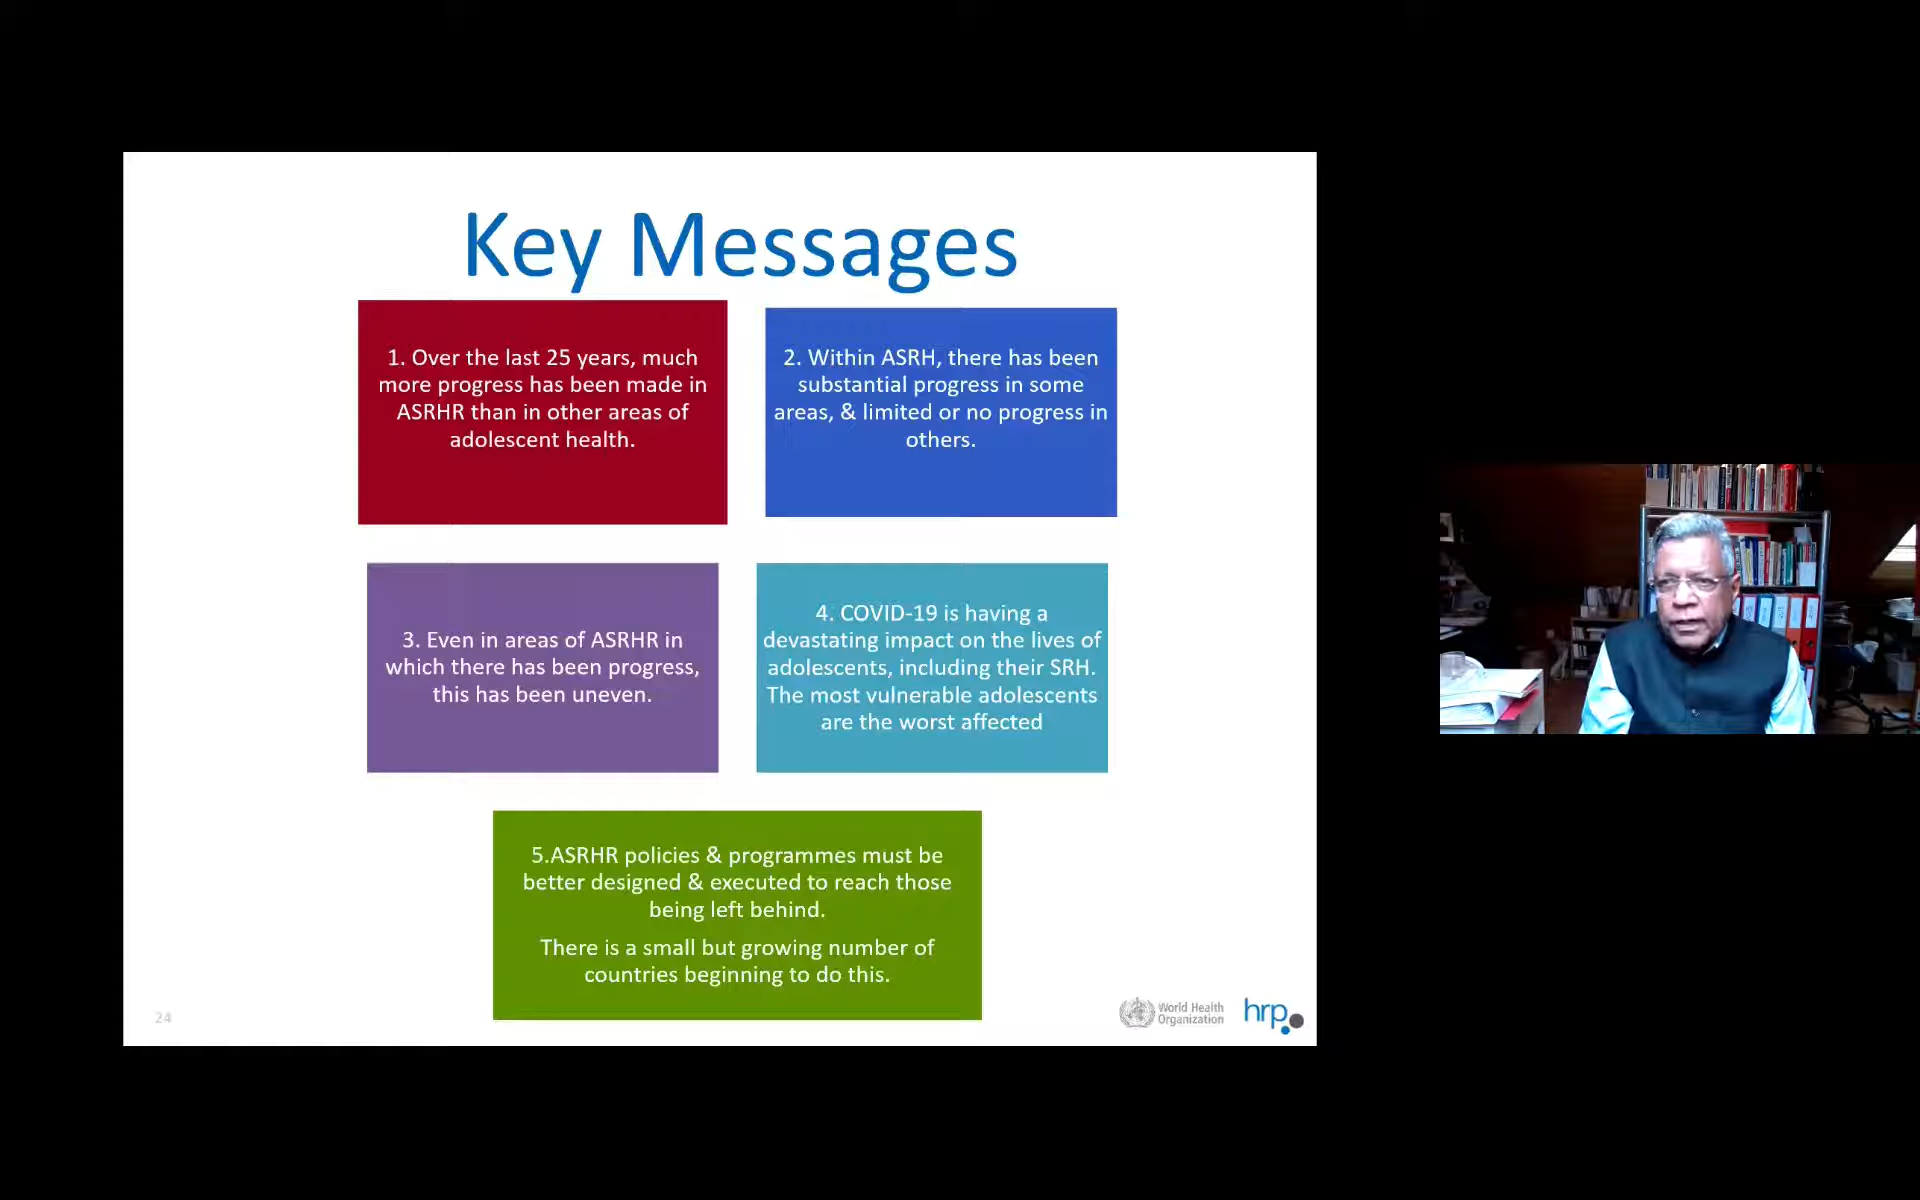 Key Messages
1. Over the last 25 years, much
more progress has been made in
ASRHR than in other areas of
adolescent health.
2. Within ASRH, there has been
substantial progress in some
areas, & limited or no progress in
others.
3. Even in areas of ASRHR in
which there has been progress,
this has been uneven.
4. COVID-19 is having a
devastating impact on the lives of
adolescents, including their SRH.
The most vulnerable adolescents
are the worst affected
5.ASRHR policies & programmes must be
better designed & executed to reach those
being left behind.
There is a small but growing number of
countries beginning to do this.
24
World Health
Organization
hrp